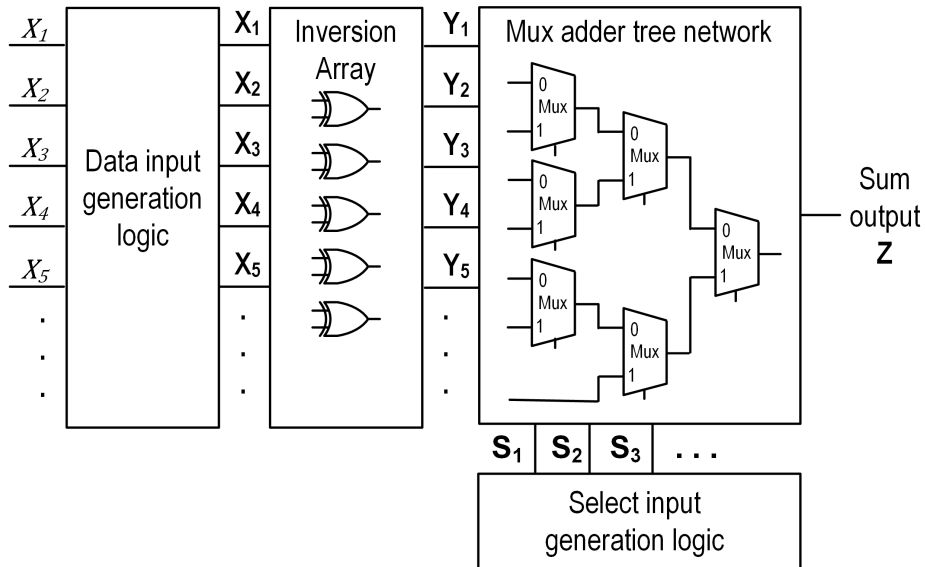 X1
X2
X3
X4
X5
.
.
.
Data input
generation
logic
X1
X2
X3
X4
X5
.
.
.
Inversion
Array
Y1
Y2
Y3
Y4
Y5
.
.
.
Mux adder tree network
0
Mux
1
0
Mux
1
0
Mux
1
0
Mux
1
0
Mux
1
0
Mux
1
Sum
output
Z
S1 S2 S3 ...
Select input
generation logic